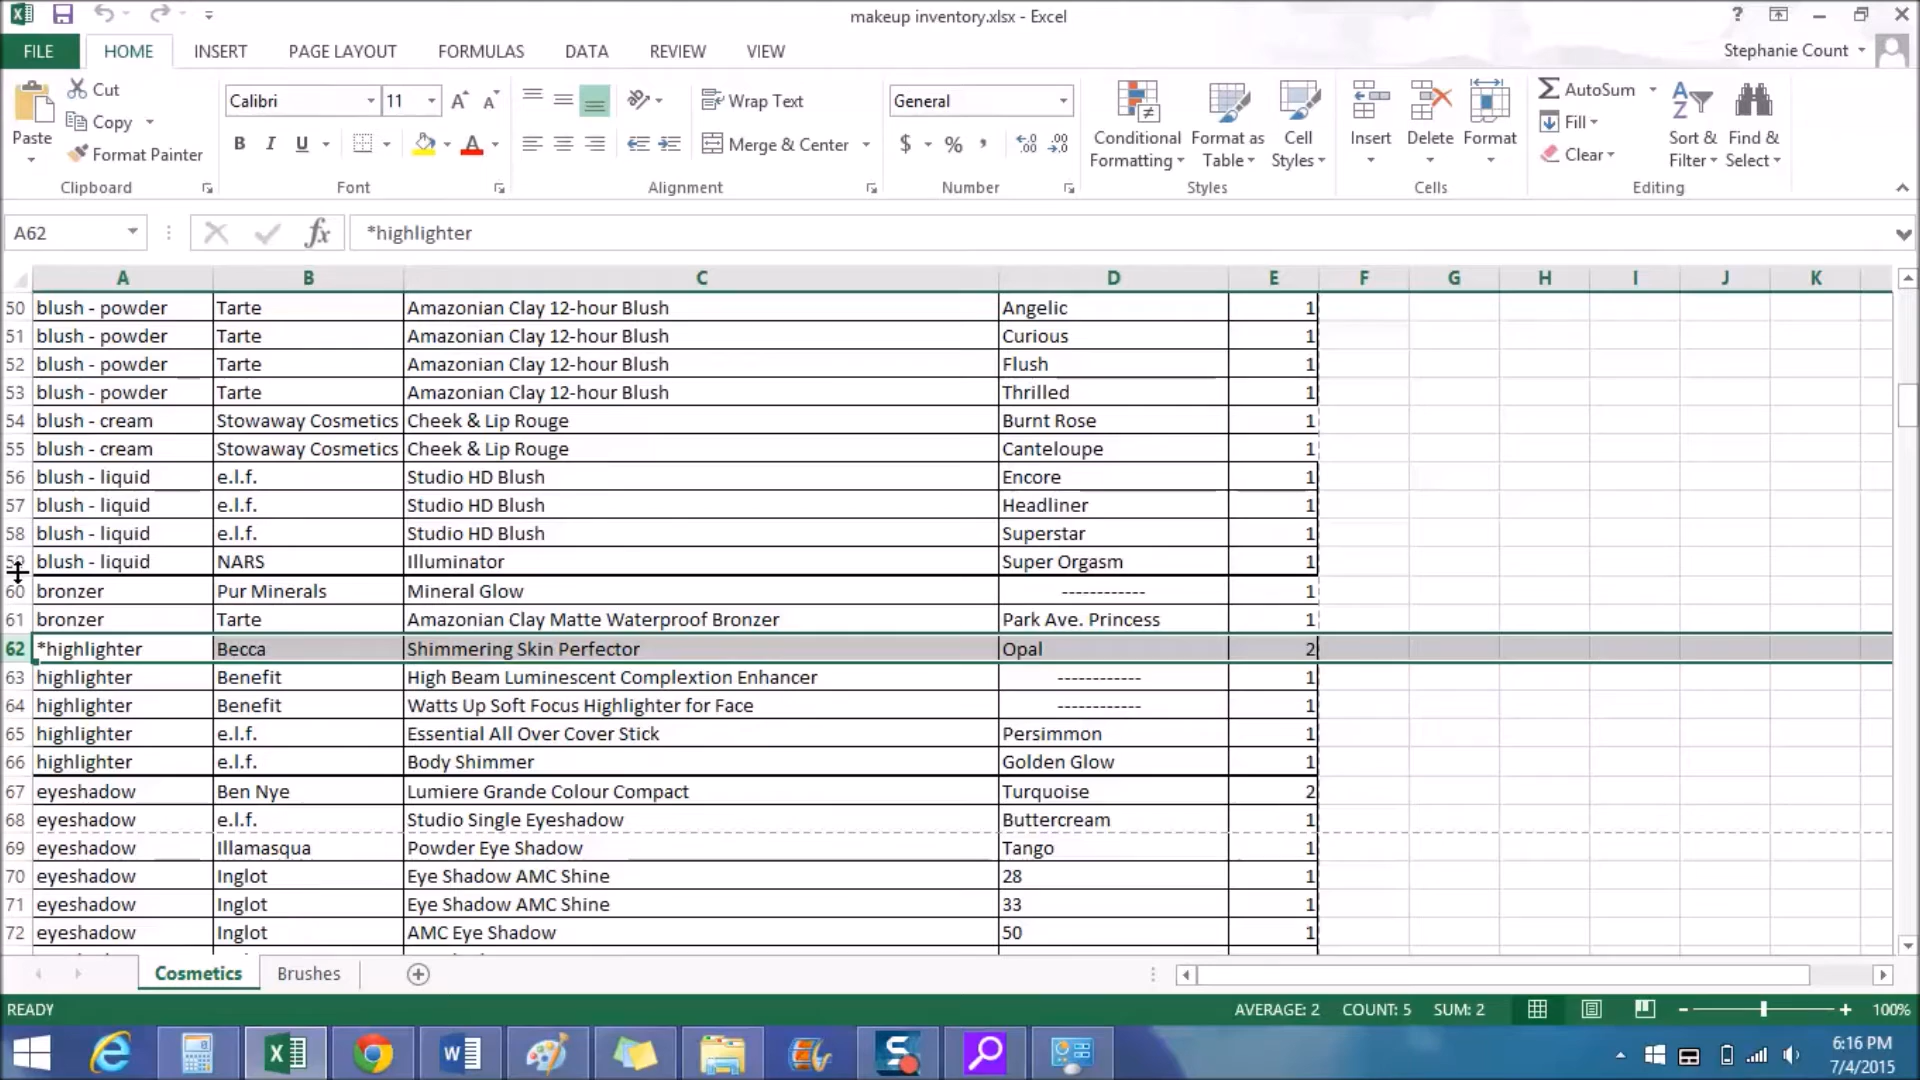 makeup inventory.xlsx - Excel
FILE HOME INSERT PAGE LAYOUT FORMULAS DATA REVIEW VIEW Stephanie Count
Paste
Cut
Copy
Format Painter
Clipboard
Calibri 11
B I U
Font
Wrap Text
Merge & Center
Alignment
General
$ % ,
Number
Conditional Formatting
Format as Table
Cell Styles
Styles
Insert Delete Format
Cells
AutoSum
Fill
Clear
Sort & Filter
Find & Select
Editing
A62 fx *highlighter
A B C D E F G H I J K
50 blush - powder Tarte Amazonian Clay 12-hour Blush Angelic 1
51 blush - powder Tarte Amazonian Clay 12-hour Blush Curious 1
52 blush - powder Tarte Amazonian Clay 12-hour Blush Flush 1
53 blush - powder Tarte Amazonian Clay 12-hour Blush Thrilled 1
54 blush - cream Stowaway Cosmetics Cheek & Lip Rouge Burnt Rose 1
55 blush - cream Stowaway Cosmetics Cheek & Lip Rouge Canteloupe 1
56 blush - liquid e.l.f. Studio HD Blush Encore 1
57 blush - liquid e.l.f. Studio HD Blush Headliner 1
58 blush - liquid e.l.f. Studio HD Blush Superstar 1
59 blush - liquid NARS Illuminator Super Orgasm 1
60 bronzer Pur Minerals Mineral Glow ------------ 1
61 bronzer Tarte Amazonian Clay Matte Waterproof Bronzer Park Ave. Princess 1
62 *highlighter Becca Shimmering Skin Perfector Opal 2
63 highlighter Benefit High Beam Luminescent Complextion Enhancer ------------ 1
64 highlighter Benefit Watts Up Soft Focus Highlighter for Face ------------ 1
65 highlighter e.l.f. Essential All Over Cover Stick Persimmon 1
66 highlighter e.l.f. Body Shimmer Golden Glow 1
67 eyeshadow Ben Nye Lumiere Grande Colour Compact Turquoise 2
68 eyeshadow e.l.f. Studio Single Eyeshadow Buttercream 1
69 eyeshadow Illamasqua Powder Eye Shadow Tango 1
70 eyeshadow Inglot Eye Shadow AMC Shine 28 1
71 eyeshadow Inglot Eye Shadow AMC Shine 33 1
72 eyeshadow Inglot AMC Eye Shadow 50 1
Cosmetics Brushes
READY AVERAGE: 2 COUNT: 5 SUM: 2 100%
6:16 PM
7/4/2015